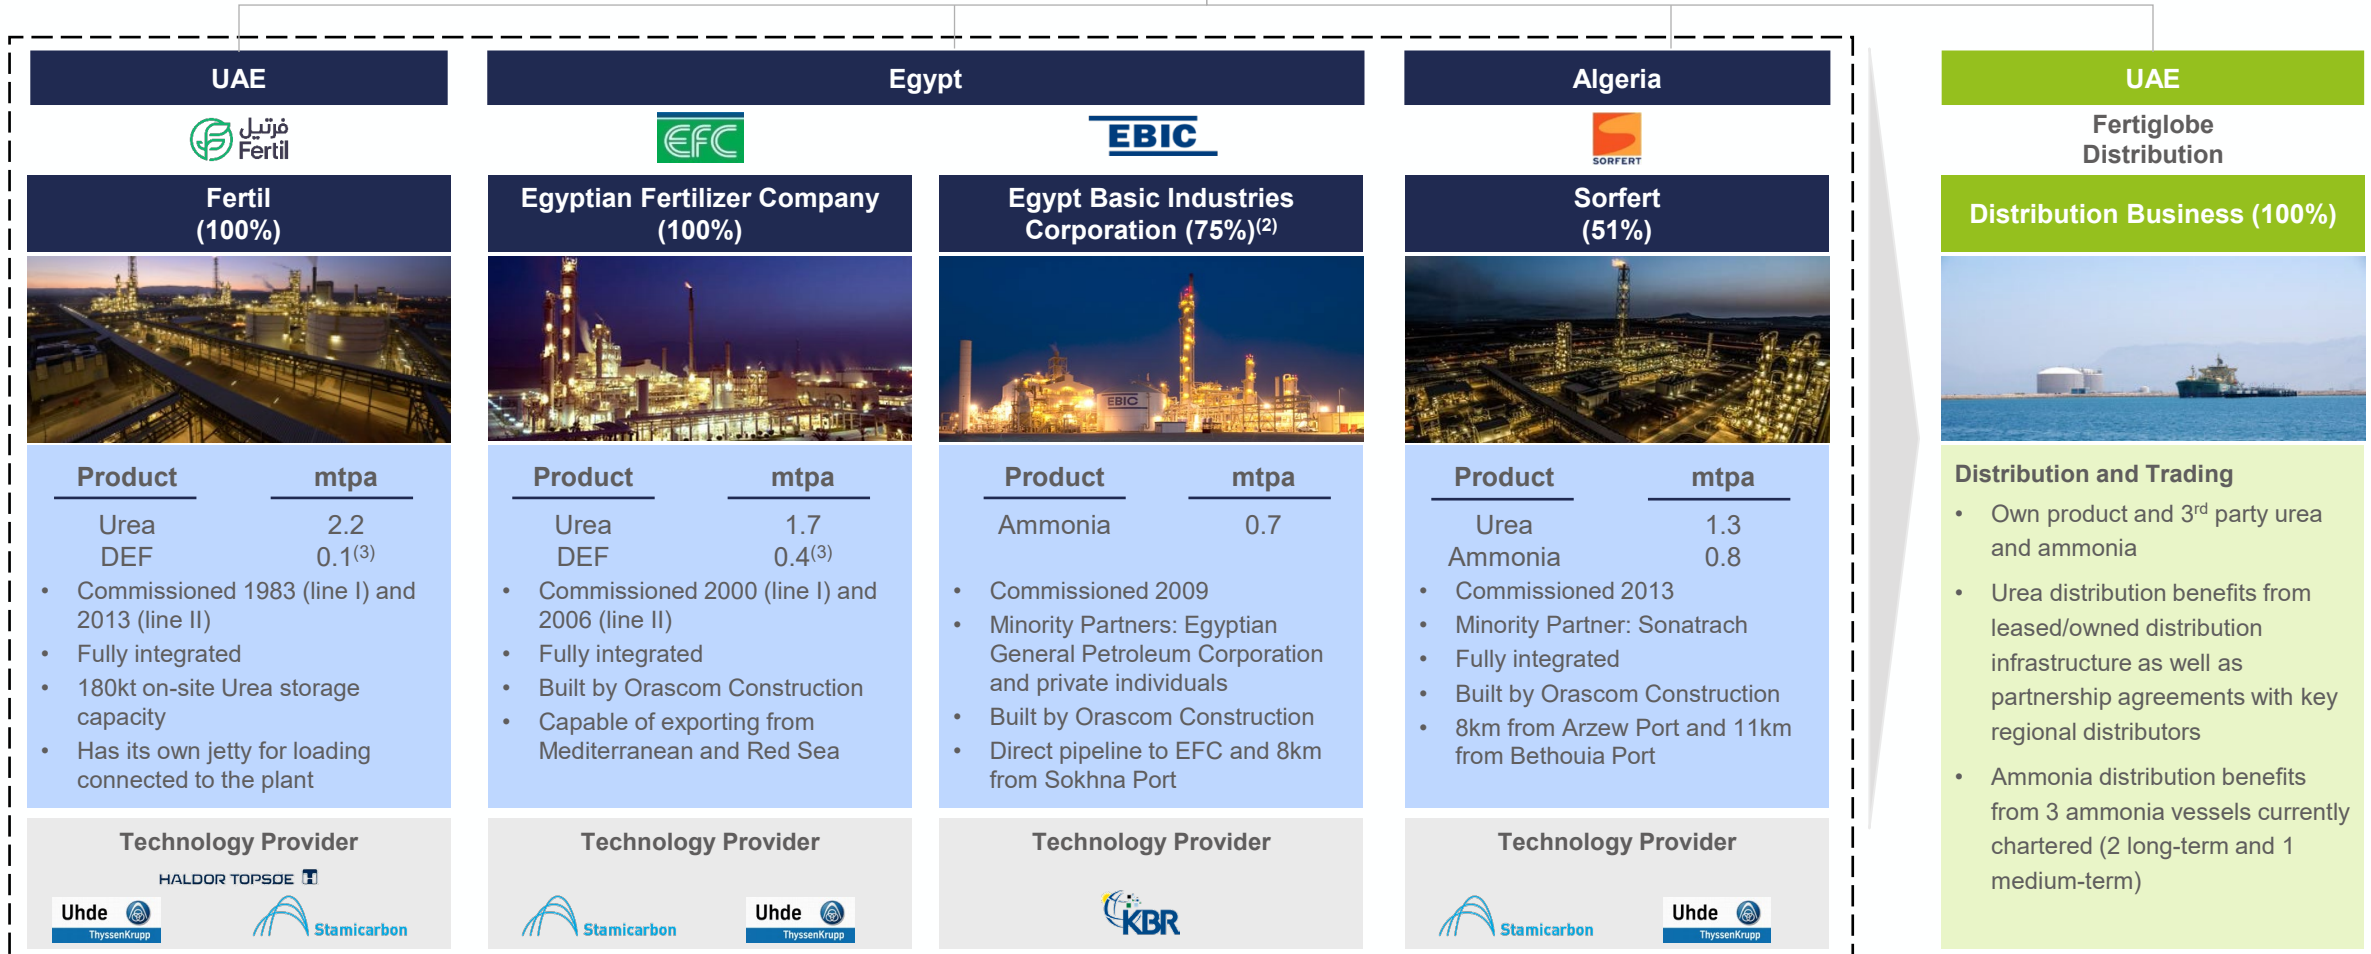 UAE
فرتيل
Fertil
Fertil
(100%)
Product mtpa
Urea 2.2
DEF 0.1(3)
• Commissioned 1983 (line I) and
2013 (line II)
• Fully integrated
• 180kt on-site Urea storage
capacity
• Has its own jetty for loading
connected to the plant
Technology Provider
HALDOR TOPSØE
Uhde
ThyssenKrupp
Stamicarbon
Egypt
EFC
Egyptian Fertilizer Company
(100%)
Product mtpa
Urea 1.7
DEF 0.4(3)
• Commissioned 2000 (line I) and
2006 (line II)
• Fully integrated
• Built by Orascom Construction
• Capable of exporting from
Mediterranean and Red Sea
Technology Provider
Stamicarbon
Uhde
ThyssenKrupp
EBIC
Egypt Basic Industries
Corporation (75%)(2)
EBIC
Product mtpa
Ammonia 0.7
• Commissioned 2009
• Minority Partners: Egyptian
General Petroleum Corporation
and private individuals
• Built by Orascom Construction
• Direct pipeline to EFC and 8km
from Sokhna Port
Technology Provider
KBR
Algeria
SORFERT
Sorfert
(51%)
Product mtpa
Urea 1.3
Ammonia 0.8
• Commissioned 2013
• Minority Partner: Sonatrach
• Fully integrated
• Built by Orascom Construction
• 8km from Arzew Port and 11km
from Bethouia Port
Technology Provider
Stamicarbon
Uhde
ThyssenKrupp
UAE
Fertiglobe
Distribution
Distribution Business (100%)
Distribution and Trading
• Own product and 3rd party urea
and ammonia
• Urea distribution benefits from
leased/owned distribution
infrastructure as well as
partnership agreements with key
regional distributors
• Ammonia distribution benefits
from 3 ammonia vessels currently
chartered (2 long-term and 1
medium-term)